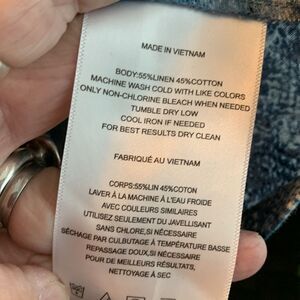 MADE IN VIETNAM
BODY:55%LINEN 45%COTTON
MACHINE WASH COLD WITH LIKE COLORS
ONLY NON-CHLORINE BLEACH WHEN NEEDED
TUMBLE DRY LOW
COOL IRON IF NEEDED
FOR BEST RESULTS DRY CLEAN
FABRIQUÉ AU VIETNAM
CORPS:55%LIN 45%COTON
LAVER À LA MACHINE À L'EAU FROIDE
AVEC COULEURS SIMILAIRES
UTILISEZ SEULEMENT DU JAVELLISANT
SANS CHLORE,SI NÉCESSAIRE
SÉCHAGE PAR CULBUTAGE À TEMPÉRATURE BASSE
REPASSAGE DOUX,SI NÉCESSAIRE
POUR DE MEILLEURS RÉSULTATS,
NETTOYAGE À SEC